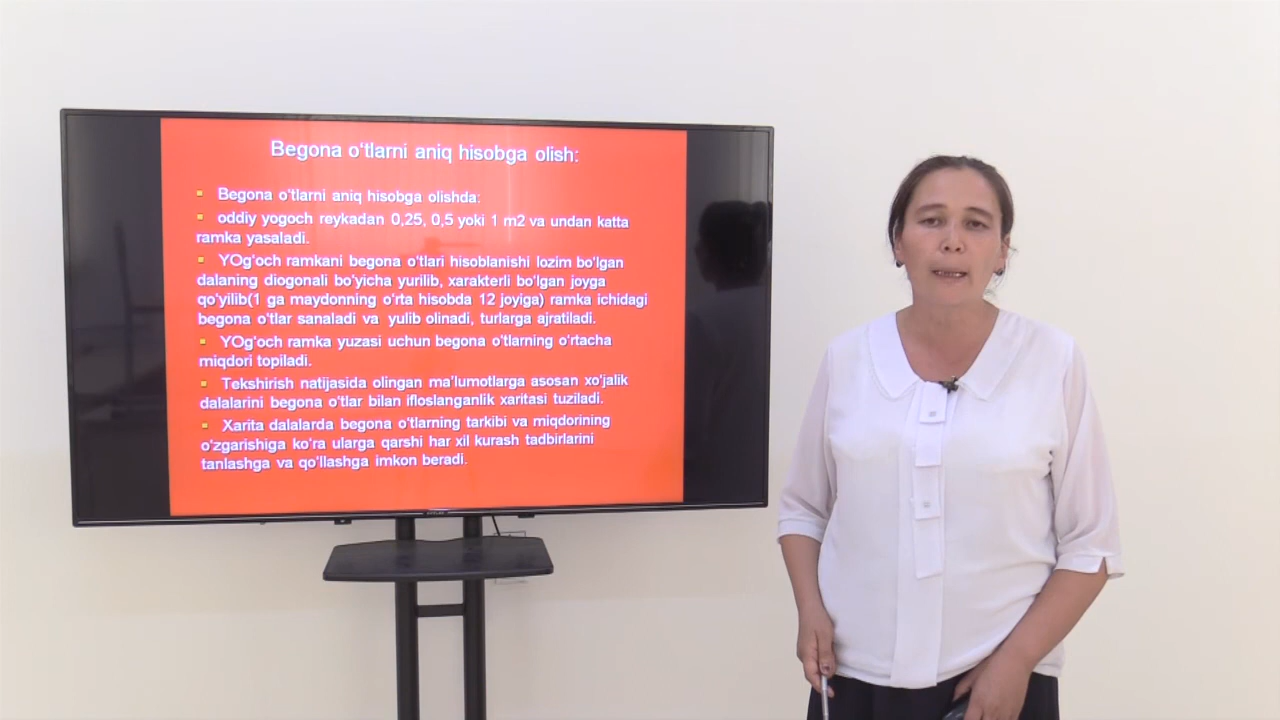 Begona o'tlarni aniq hisobga olish:
Begona o'tlarni aniq hisobga olishda:
oddiy yogoch reykadan 0,25, 0,5 yoki 1 m2 va undan katta
ramka yasaladi.
YOg'och ramkani begona o'tlari hisoblanishi lozim bo'lgan
dalaning diogonali bo'yicha yurilib, xarakterli bo'lgan joyga
qo'yilib(1 ga maydonning o'rta hisobda 12 joyiga) ramka ichidagi
begona o'tlar sanaladi va yulib olinadi, turlarga ajratiladi.
YOg'och ramka yuzasi uchun begona o'tlarning o'rtacha
miqdori topiladi.
Tekshirish natijasida olingan ma'lumotlarga asosan xo'jalik
dalalarini begona o'tlar bilan ifloslanganlik xaritasi tuziladi.
Xarita dalalarda begona o'tlarning tarkibi va miqdorining
o'zgarishiga ko'ra ularga qarshi har xil kurash tadbirlarini
tanlashga va qo'llashga imkon beradi.